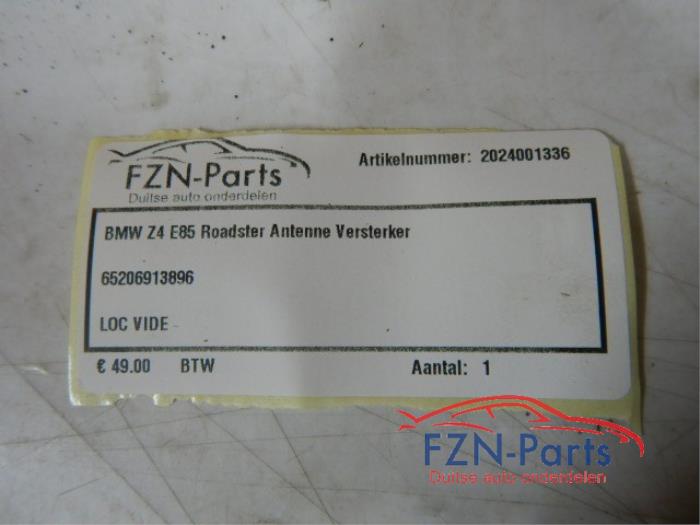 FZN-Parts
Duitse auto onderdelen
Artikelnummer: 2024001336
BMW Z4 E85 Roadster Antenne Versterker
65206913896
LOC VIDE -
€ 49.00 BTW Aantal: 1
FZN-Parts
Duitse auto onderdelen